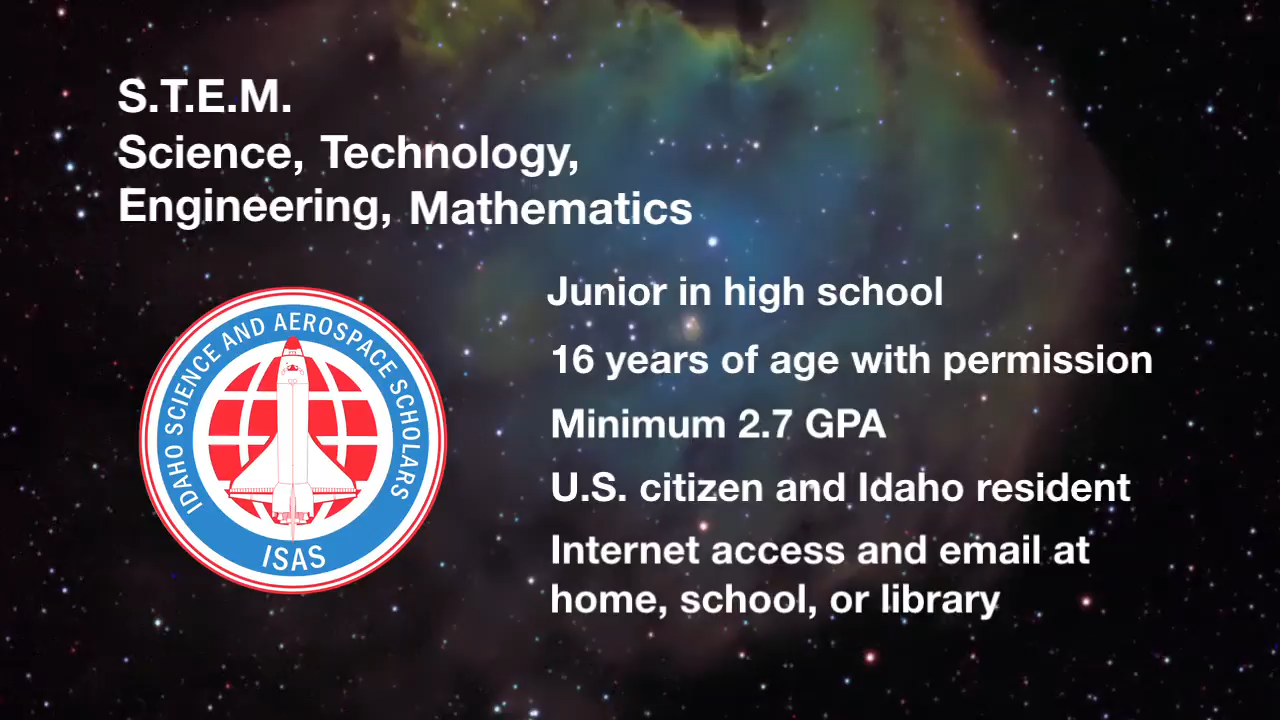 S.T.E.M.
Science, Technology,
Engineering, Mathematics
IDAHO SCIENCE AND AEROSPACE SCHOLARS
ISAS
Junior in high school
16 years of age with permission
Minimum 2.7 GPA
U.S. citizen and Idaho resident
Internet access and email at
home, school, or library